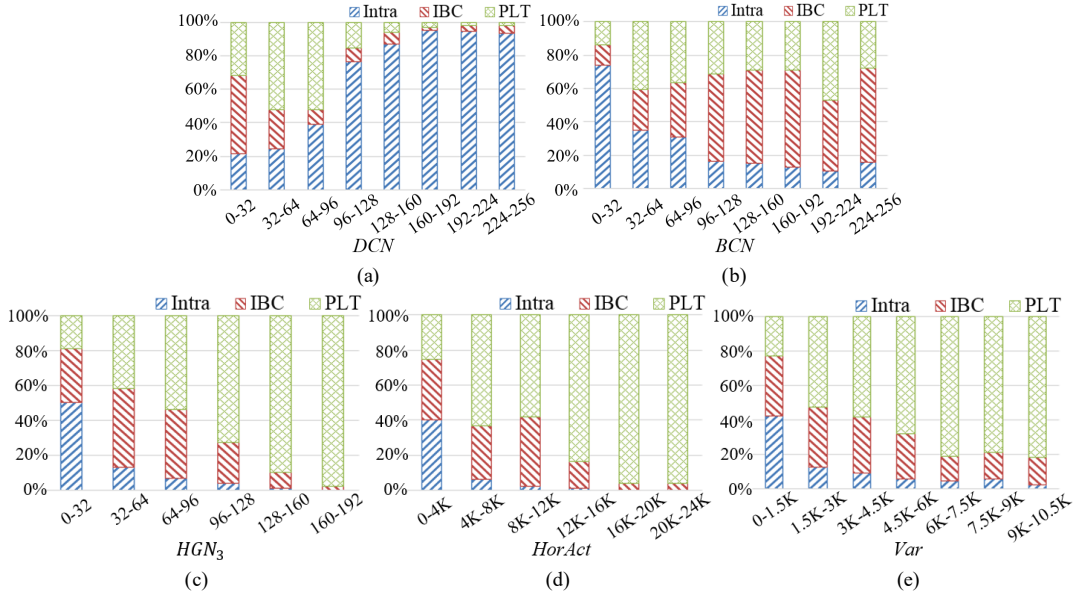 Intra IBC PLT
100%
80%
60%
40%
20%
0%
0-32
32-64
64-96
96-128
128-160
160-192
192-224
224-256
DCN
(a)
Intra IBC PLT
100%
80%
60%
40%
20%
0%
0-32
32-64
64-96
96-128
128-160
160-192
192-224
224-256
BCN
(b)
Intra IBC PLT
100%
80%
60%
40%
20%
0%
0-32
32-64
64-96
96-128
128-160
160-192
HGN₃
(c)
Intra IBC PLT
100%
80%
60%
40%
20%
0%
0-4K
4K-8K
8K-12K
12K-16K
16K-20K
20K-24K
HorAct
(d)
Intra IBC PLT
100%
80%
60%
40%
20%
0%
0-1.5K
1.5K-3K
3K-4.5K
4.5K-6K
6K-7.5K
7.5K-9K
9K-10.5K
Var
(e)